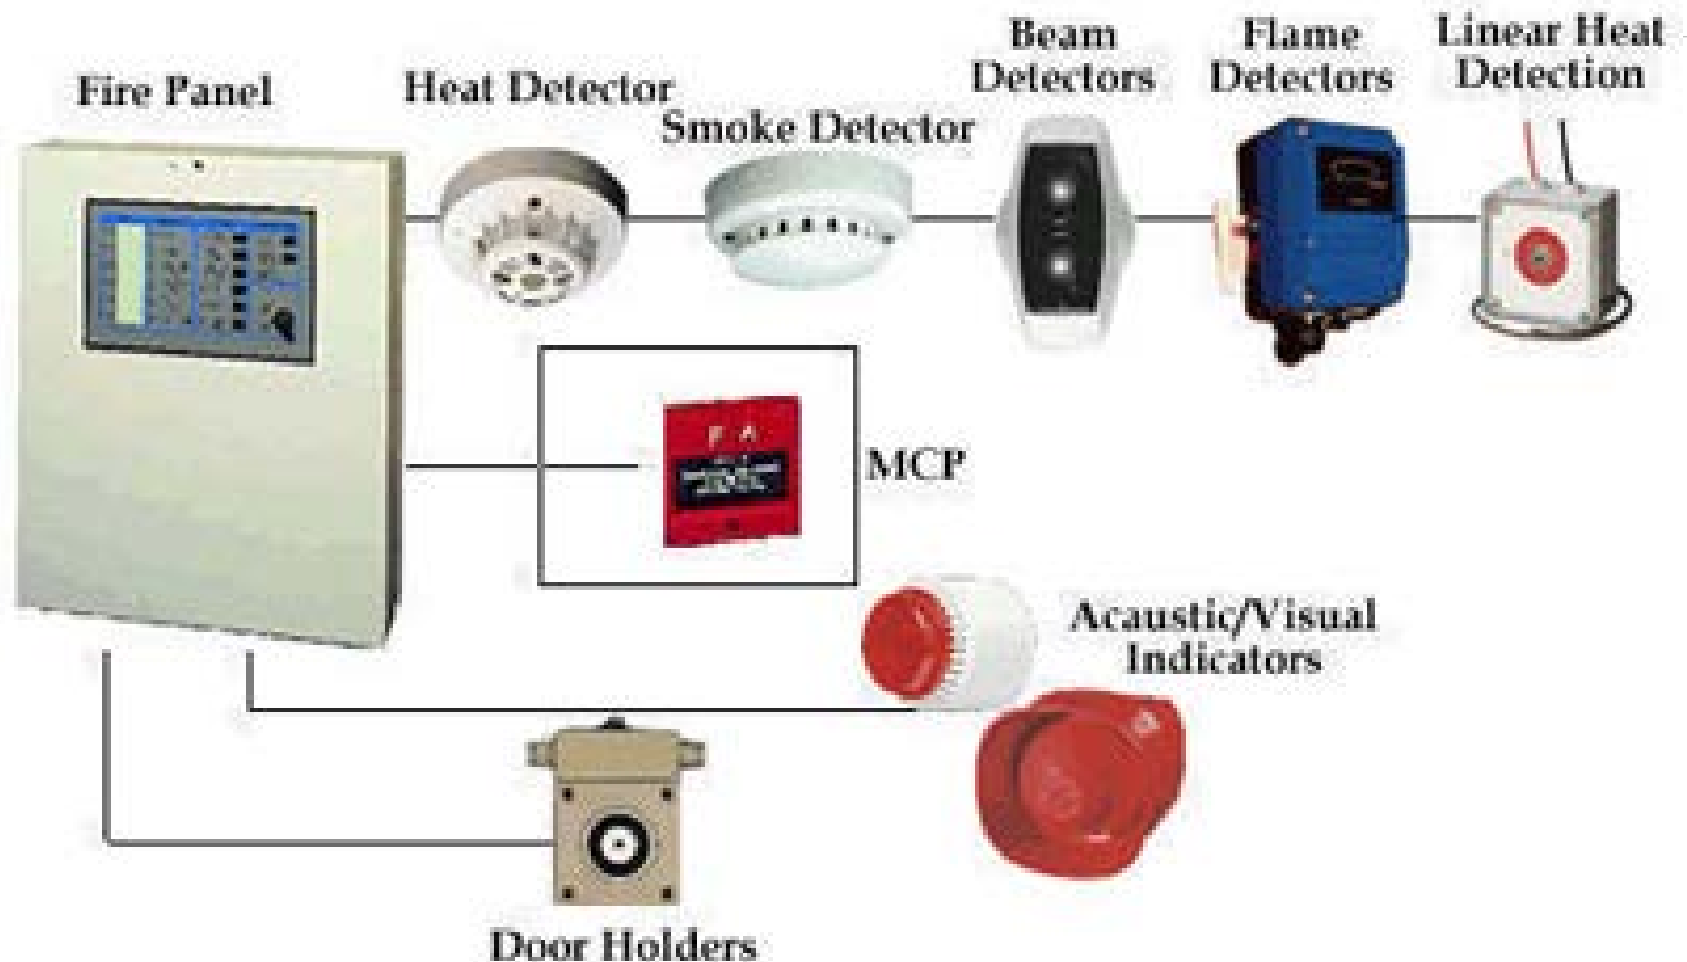 Fire Panel
Heat Detector
Smoke Detector
Beam
Detectors
Flame
Detectors
Linear Heat
Detection
MCP
Acaustic/Visual
Indicators
Door Holders